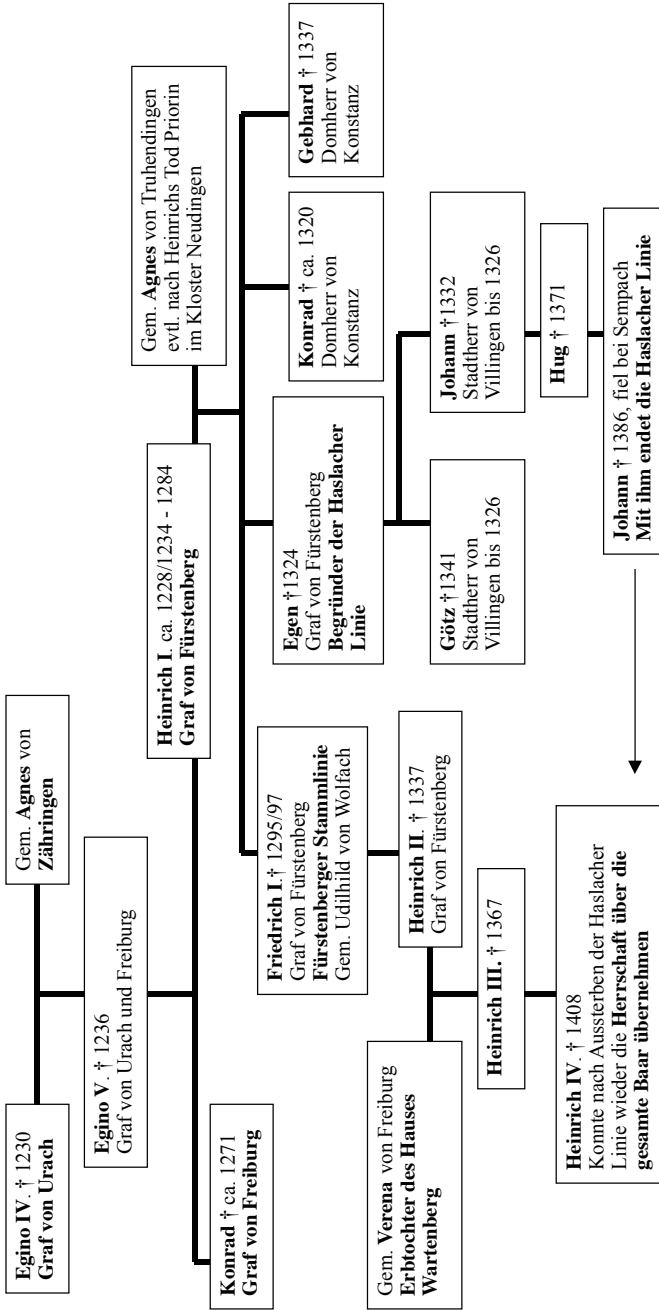 Egino IV. † 1230
Graf von Urach
Gem. Agnes von
Zähringen
Egino V. † 1236
Graf von Urach und Freiburg
Konrad † ca. 1271
Graf von Freiburg
Heinrich I. ca. 1228/1234 - 1284
Graf von Fürstenberg
Gem. Agnes von Truhendingen
evtl. nach Heinrichs Tod Priorin
im Kloster Neudingen
Friedrich I.† 1295/97
Graf von Fürstenberg
Fürstenberger Stammlinie
Gem. Udilhild von Wolfach
Egen †1324
Graf von Fürstenberg
Begründer der Haslacher
Linie
Konrad † ca. 1320
Domherr von
Konstanz
Gebhard † 1337
Domherr von
Konstanz
Gem. Verena von Freiburg
Erbtochter des Hauses
Wartenberg
Heinrich II. † 1337
Graf von Fürstenberg
Götz †1341
Stadtherr von
Villingen bis 1326
Johann †1332
Stadtherr von
Villingen bis 1326
Heinrich III. † 1367
Hug † 1371
Heinrich IV. † 1408
Konnte nach Aussterben der Haslacher
Linie wieder die Herrschaft über die
gesamte Baar übernehmen
Johann † 1386, fiel bei Sempach
Mit ihm endet die Haslacher Linie